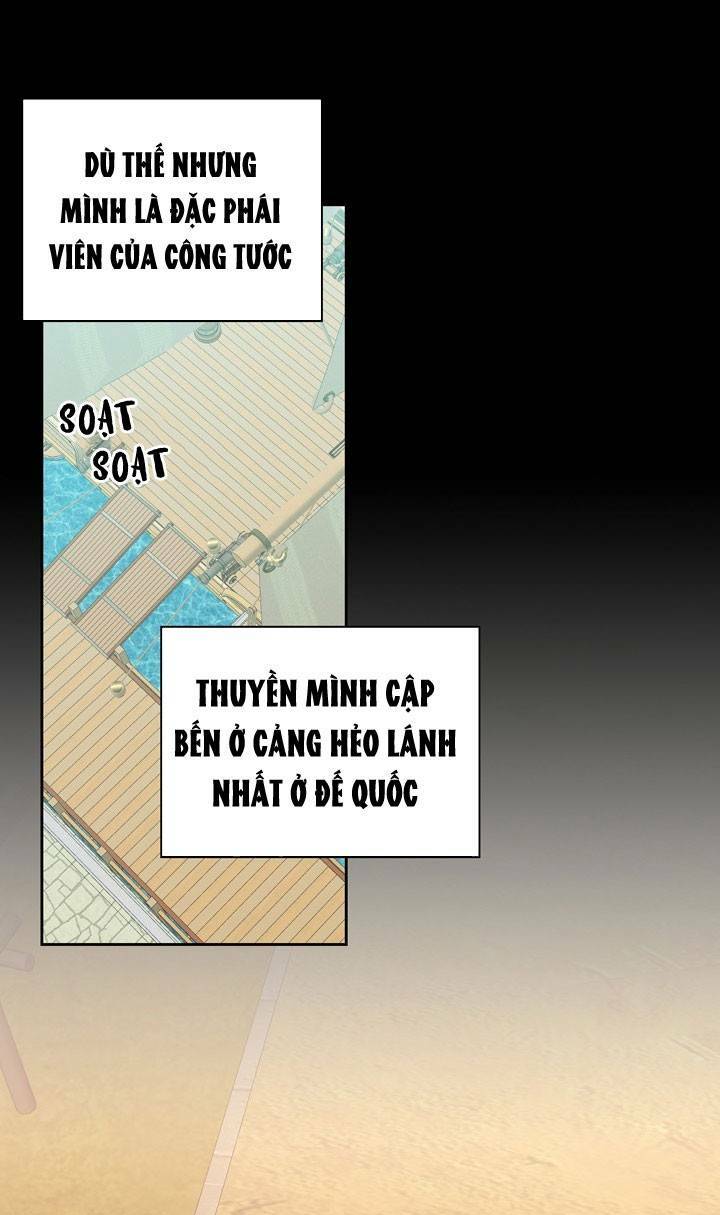 DÙ THẾ NHƯNG
MÌNH LÀ ĐẶC PHÁI
VIÊN CỦA CÔNG TƯỚC
SOẠT
SOẠT
THUYỀN MÌNH CẬP
BẾN Ở CẢNG HẺO LÁNH
NHẤT Ở ĐẾ QUỐC